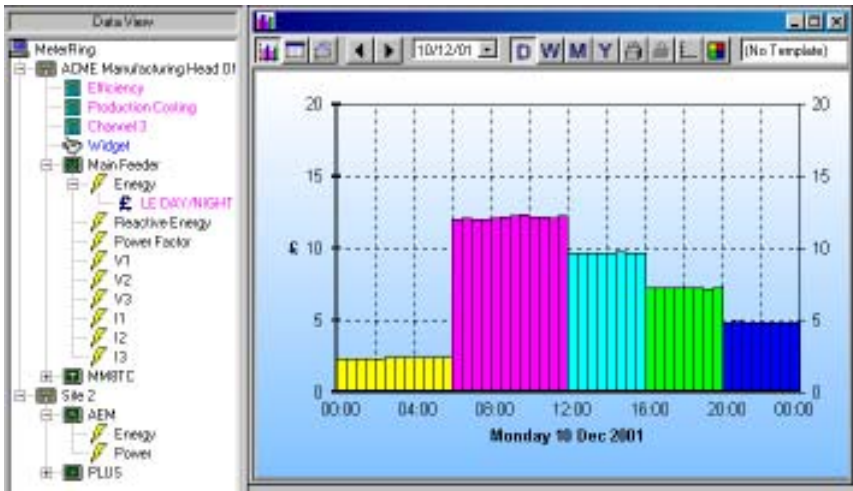 Data View
MeterRing
ACME Manufacturing Head Of
Efficiency
Production Costing
Channel 3
Widget
Main Feeder
Energy
£ LE DAY/NIGHT
Reactive Energy
Power Factor
V1
V2
V3
I1
I2
I3
MMBTC
Site 2
AEM
Energy
Power
PLUS
10/12/01 D W M Y (No Template)
20 20
15 15
£ 10 10
5 5
0 0
00:00 04:00 08:00 12:00 16:00 20:00 00:00
Monday 10 Dec 2001